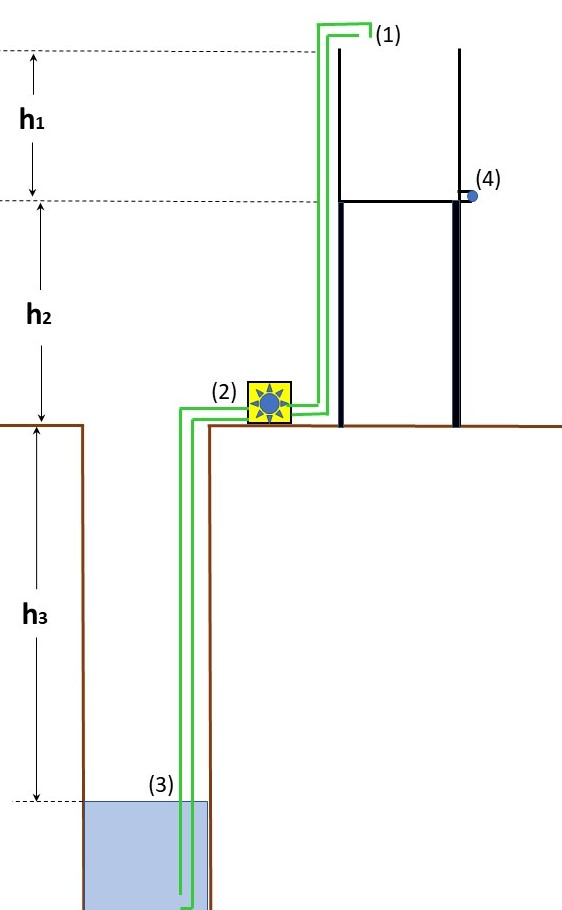 (1)
h₁
(4)
h₂
(2)
h₃
(3)